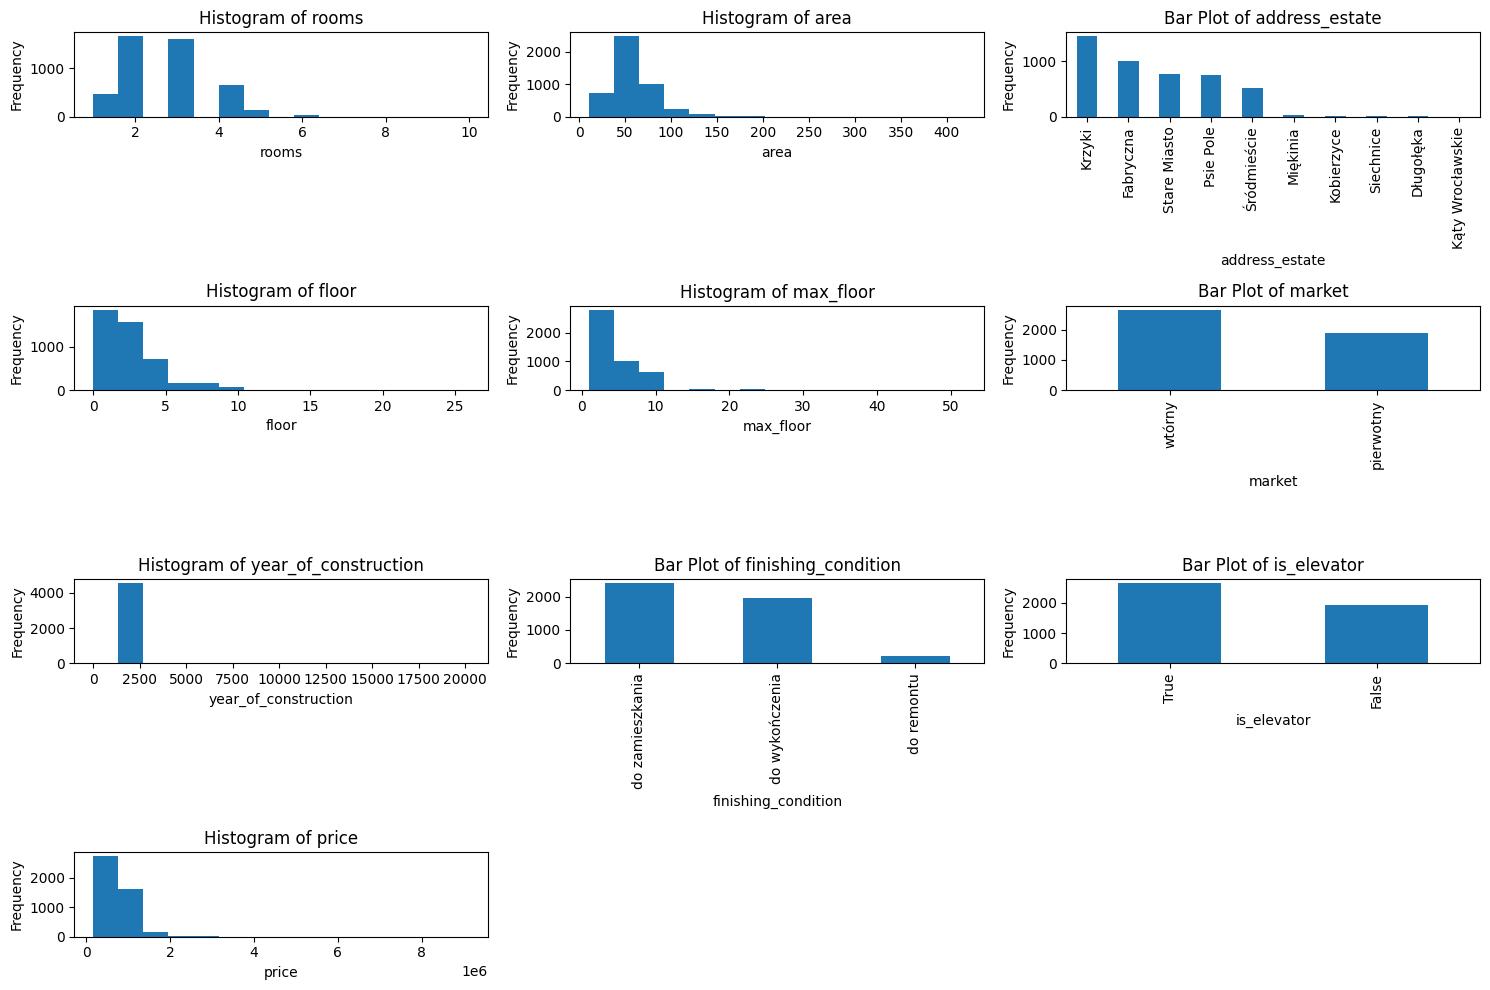 Histogram of rooms
Frequency
1000
0
2 4 6 8 10
rooms
Histogram of area
Frequency
2000
1000
0
0 50 100 150 200 250 300 350 400
area
Bar Plot of address_estate
Frequency
1000
0
Krzyki
Fabryczna
Stare Miasto
Psie Pole
Śródmieście
Miękinia
Kobierzyce
Siechnice
Długołęka
Kąty Wrocławskie
address_estate
Histogram of floor
Frequency
1000
0
0 5 10 15 20 25
floor
Histogram of max_floor
Frequency
2000
1000
0
0 10 20 30 40 50
max_floor
Bar Plot of market
Frequency
2000
1000
0
wtórny
pierwotny
market
Histogram of year_of_construction
Frequency
4000
2000
0
0 2500 5000 7500 10000 12500 15000 17500 20000
year_of_construction
Bar Plot of finishing_condition
Frequency
2000
1000
0
do zamieszkania
do wykończenia
do remontu
finishing_condition
Bar Plot of is_elevator
Frequency
2000
1000
0
True
False
is_elevator
Histogram of price
Frequency
2000
1000
0
0 2 4 6 8
1e6
price